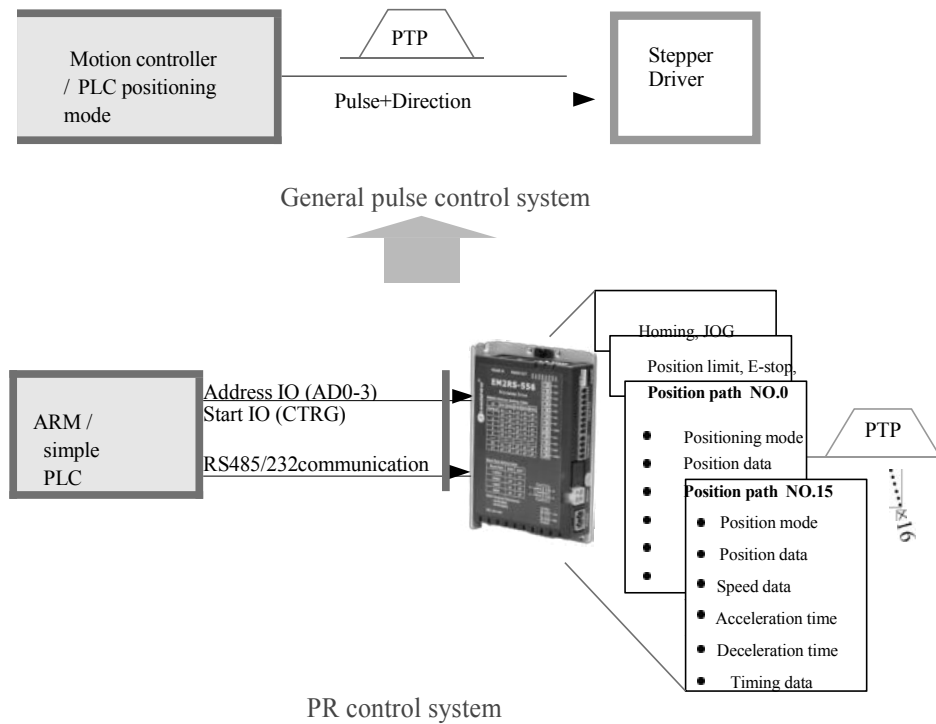 PTP
Motion controller
/ PLC positioning
mode
Stepper
Driver
Pulse+Direction
General pulse control system
Homing, JOG
Position limit, E-stop,
Position path NO.0
Positioning mode
Position data
PTP
×16
Position path NO.15
Position mode
Position data
Speed data
Acceleration time
Deceleration time
Timing data
EM2RS-556
Address IO (AD0-3)
Start IO (CTRG)
RS485/232communication
ARM /
simple
PLC
PR control system